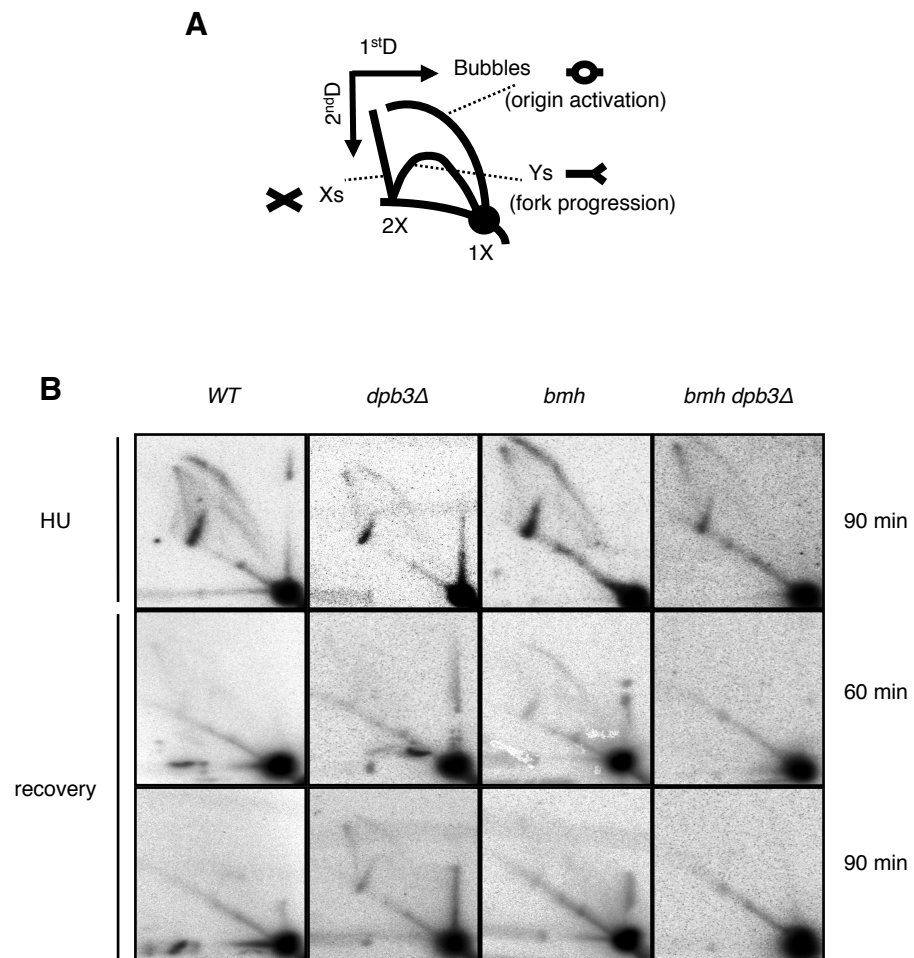 A
1stD
2ndD
Bubbles
(origin activation)
Ys
(fork progression)
Xs
2X
1X
B
WT
dpb3Δ
bmh
bmh dpb3Δ
HU
90 min
60 min
recovery
90 min